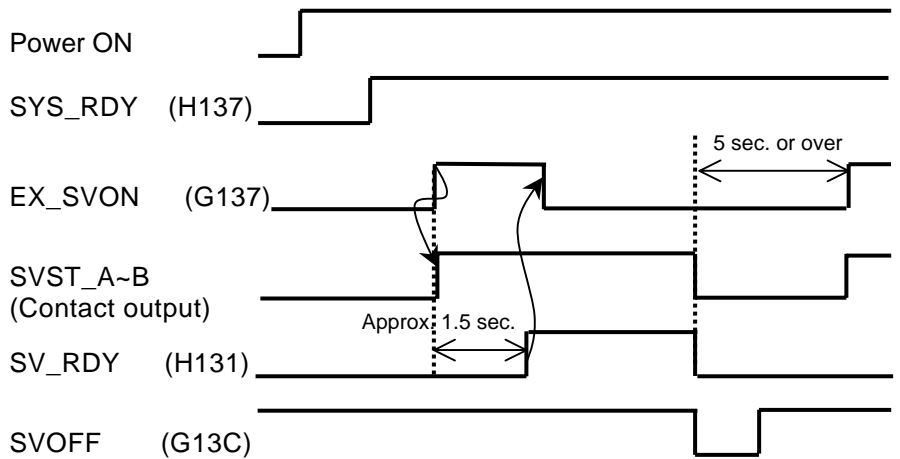 Power ON
SYS_RDY (H137)
5 sec. or over
EX_SVON (G137)
SVST_A~B
(Contact output)
Approx. 1.5 sec.
SV_RDY (H131)
SVOFF (G13C)